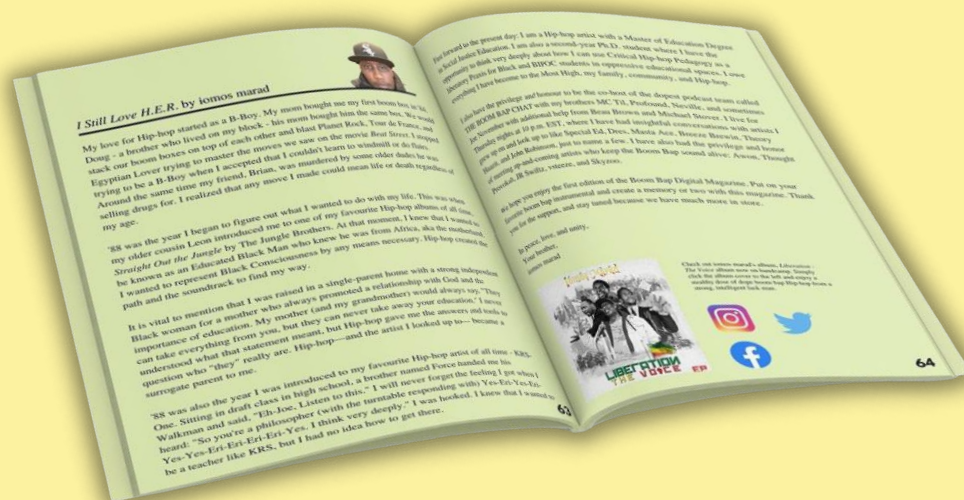 I Still Love H.E.R. by iomos marad
My love for Hip-hop started as a B-Boy. My mom bought me my first boom box in '86.
Doug - a brother who lived on my block - his mom bought him the same box. We would
stack our boom boxes on top of each other and blast Planet Rock, Tour de France, and
Egyptian Lover trying to master the moves we saw on the movie Beat Street. I stopped
trying to be a B-Boy when I accepted that I couldn't learn to windmill or do flares.
Around the same time my friend, Brian, was murdered by some older dudes he was
selling drugs for. I realized that any move I made could mean life or death regardless of
my age.
'88 was the year I began to figure out what I wanted to do with my life. This was when
my older cousin Leon introduced me to one of my favourite Hip-hop albums of all time,
Straight Out the Jungle by The Jungle Brothers. At that moment, I knew that I wanted to
be known as an Educated Black Man who knew he was from Africa, aka the motherland.
I wanted to represent Black Consciousness by any means necessary. Hip-hop created the
path and the soundtrack to find my way.
It is vital to mention that I was raised in a single-parent home with a strong independent
Black woman for a mother who always promoted a relationship with God and the
importance of education. My mother (and my grandmother) would always say, "They
can take everything from you, but they can never take away your education." I never
understood what that statement meant, but Hip-hop gave me the answers and tools to
question who "they" really are. Hip-hop—and the artist I looked up to— became a
surrogate parent to me.
'88 was also the year I was introduced to my favourite Hip-hop artist of all time - KRS-
One. Sitting in draft class in high school, a brother named Force handed me his
Walkman and said, "Eh-Joe, Listen to this." I will never forget the feeling I got when I
heard: "So you're a philosopher (with the turntable responding with) Yes-Eri-Yes-Eri-
Yes-Yes-Eri-Eri-Eri-Eri-Yes. I think very deeply." I was hooked. I knew that I wanted to
be a teacher like KRS, but I had no idea how to get there.
63
Fast forward to the present day: I am a Hip-hop artist with a Master of Education Degree
in Social Justice Education. I am also a second-year Ph.D. student where I have the
opportunity to think very deeply about how I can use Critical Hip-hop Pedagogy as a
liberatory Praxis for Black and BIPOC students in oppressive educational spaces. I owe
everything I have become to the Most High, my family, community, and Hip-hop.
I also have the privilege and honour to be the co-host of the dopest podcast team called
THE BOOM BAP CHAT with my brothers MC Til, Profound, Neville, and sometimes
Joe November with additional help from Beau Brown and Michael Stover. I live for
Thursday nights at 10 p.m. EST, where I have had insightful conversations with artists I
grew up on and look up to like Special Ed, Dres, Masta Ace, Breeze Brewin, Thirstin
Howl, and John Robinson, just to name a few. I have also had the privilege and honor
of meeting up-and-coming artists who keep the Boom Bap sound alive: Awon, Thought
Provokah, JR Swiftz, vsteeze, and Skyzoo.
We hope you enjoy the first edition of the Boom Bap Digital Magazine. Put on your
favorite boom bap instrumental and create a memory or two with this magazine. Thank
you for the support, and stay tuned because we have much more in store.
In peace, love, and unity,
Your brother,
iomos marad
Check out iomos marad's album, Liberation :
The Voice album now on bandcamp. Simply
click the album cover to the left and enjoy a
healthy dose of dope boom bap Hip-hop from a
strong, intelligent lack man.
LIBERATION
THE VOICE EP
64